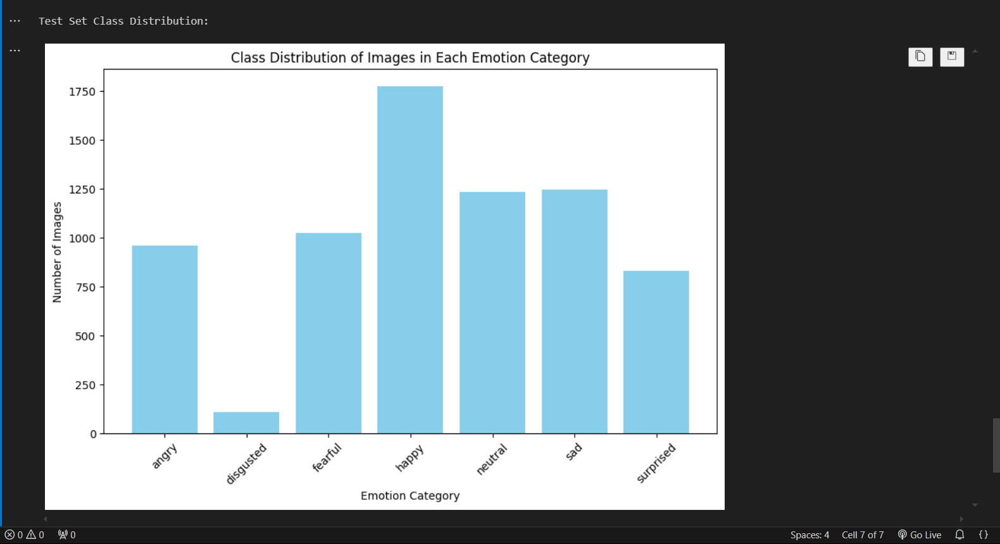 Test Set Class Distribution:
Class Distribution of Images in Each Emotion Category
1750
1500
1250
1000
750
500
250
0
Number of Images
angry
disgusted
fearful
happy
neutral
sad
surprised
Emotion Category
0 0 0
Spaces: 4 Cell 7 of 7 Go Live {}